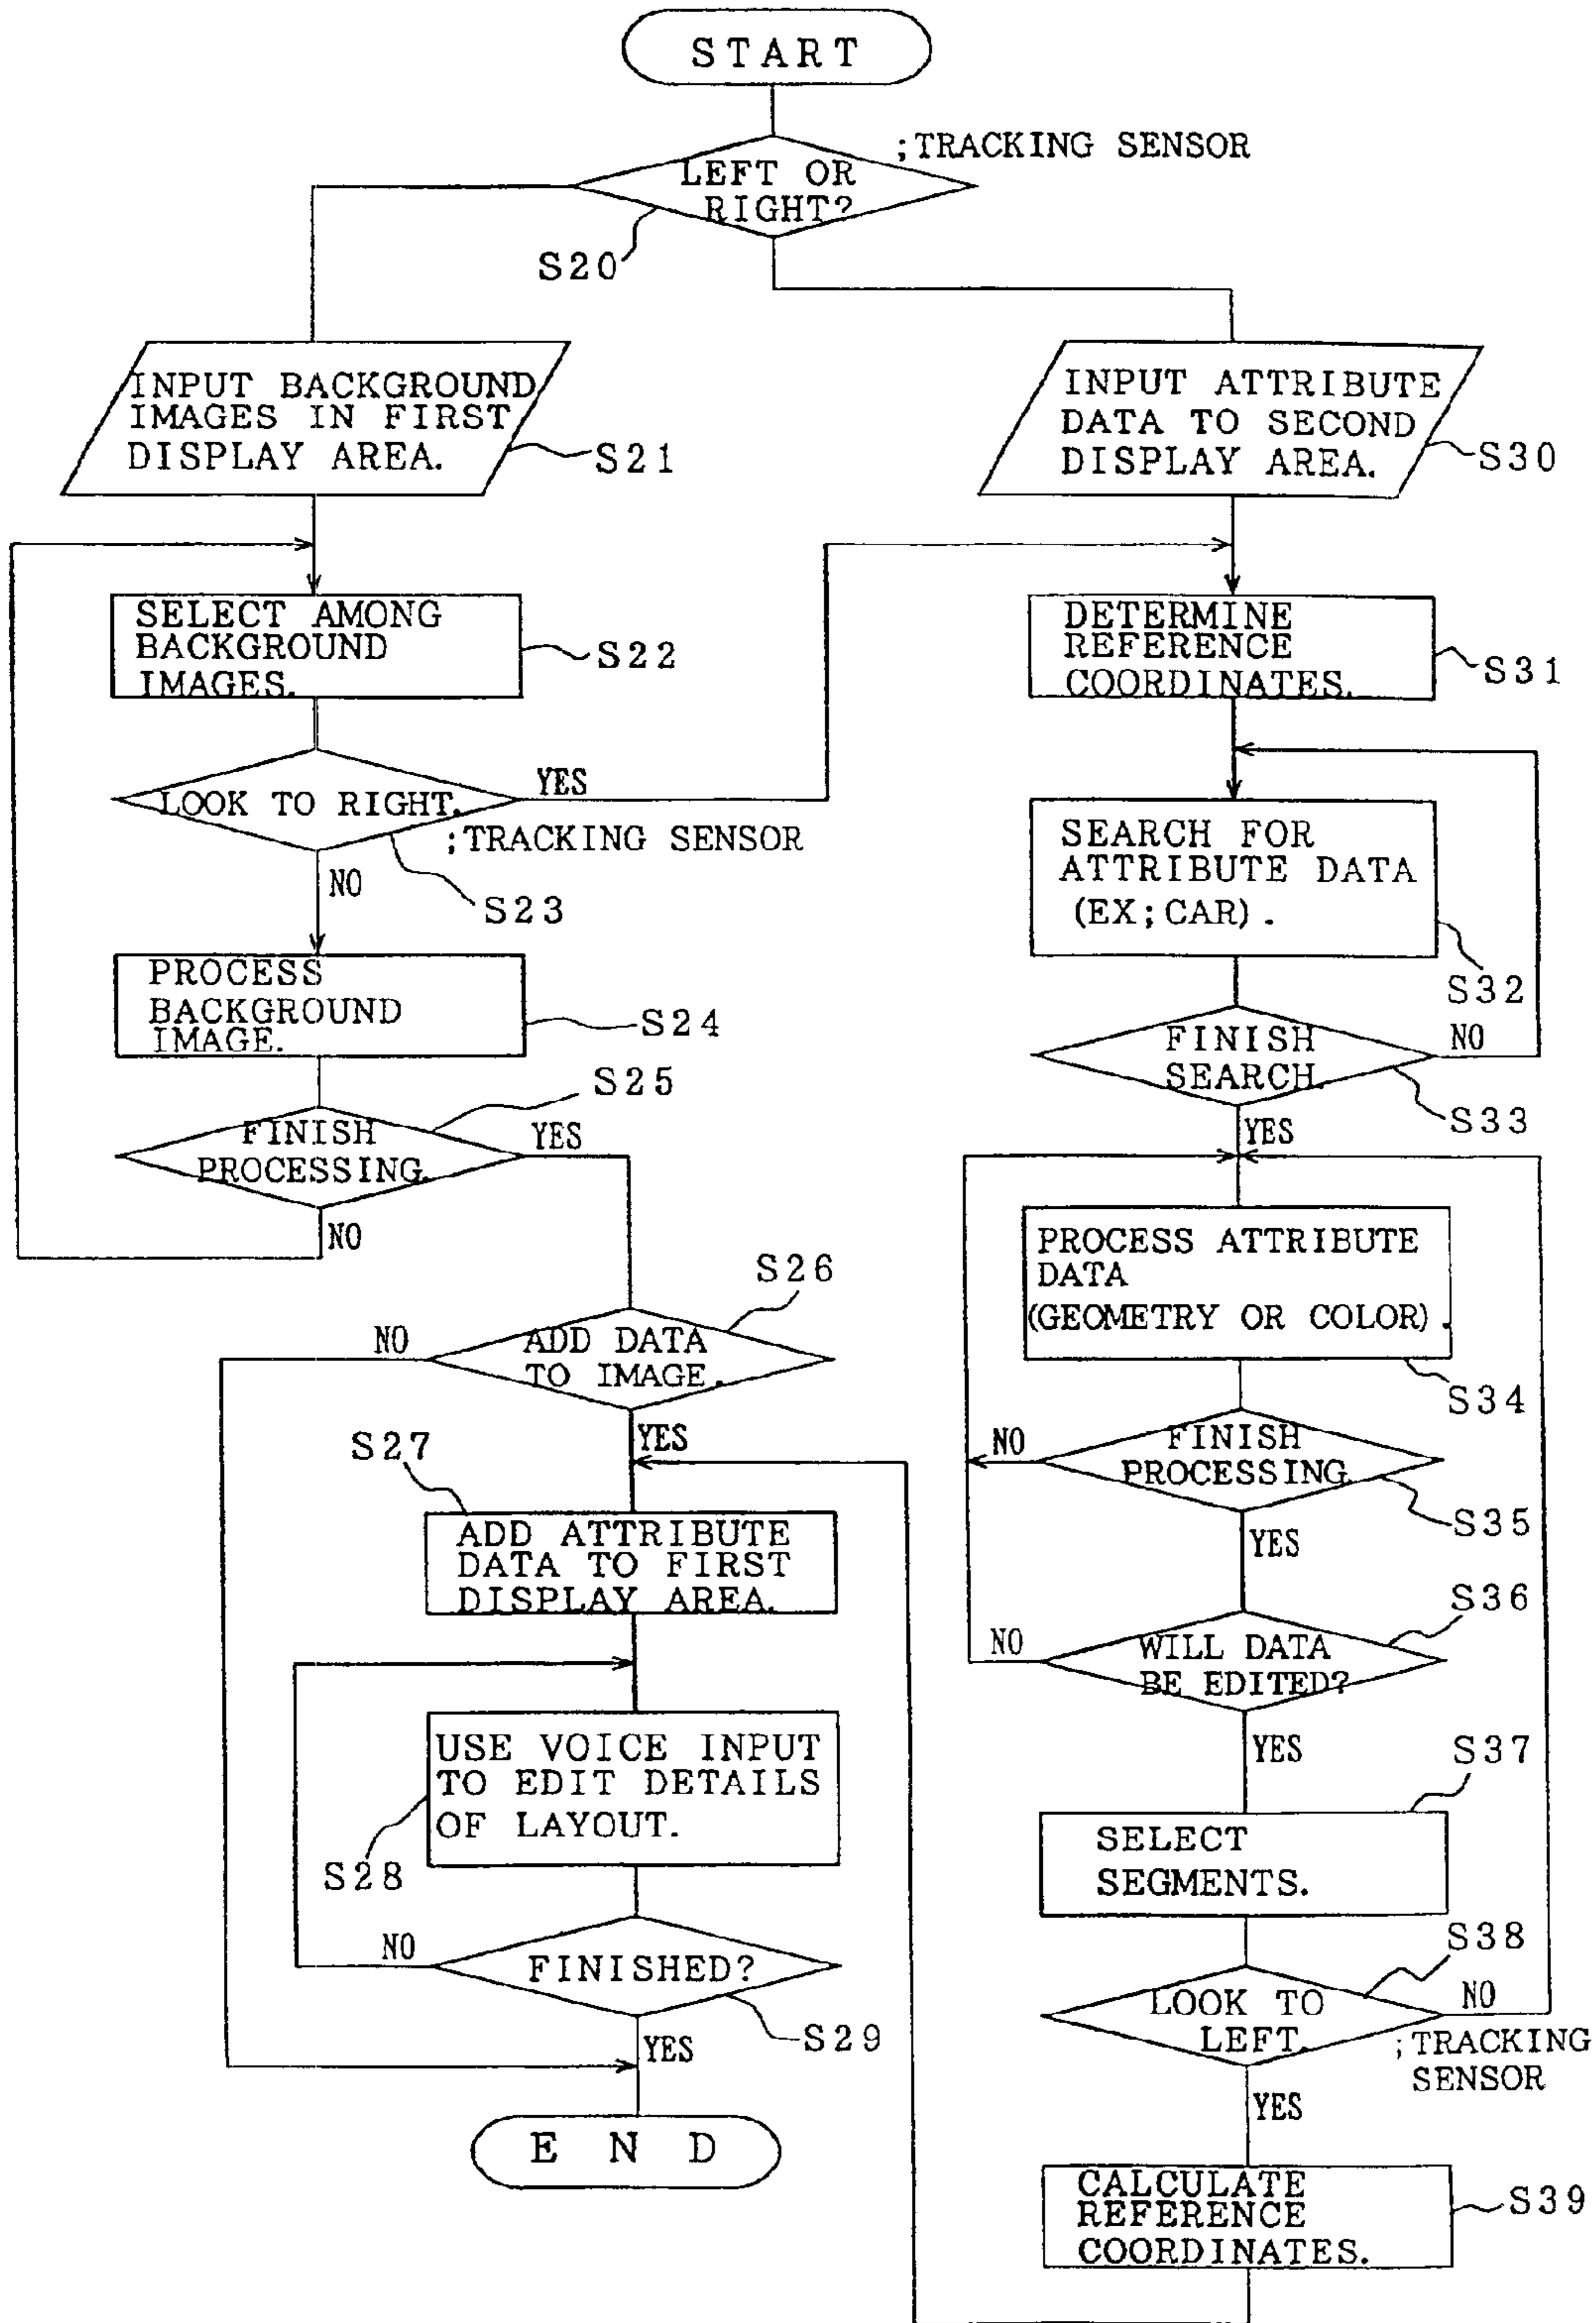 START
LEFT OR
RIGHT?
;TRACKING SENSOR
S20
INPUT BACKGROUND
IMAGES IN FIRST
DISPLAY AREA.
S21
SELECT AMONG
BACKGROUND
IMAGES.
S22
LOOK TO RIGHT.
YES
;TRACKING SENSOR
NO
S23
PROCESS
BACKGROUND
IMAGE.
S24
S25
FINISH
PROCESSING.
YES
NO
S26
NO
ADD DATA
TO IMAGE.
YES
S27
ADD ATTRIBUTE
DATA TO FIRST
DISPLAY AREA.
USE VOICE INPUT
TO EDIT DETAILS
OF LAYOUT.
S28
NO
FINISHED?
S29
YES
END
INPUT ATTRIBUTE
DATA TO SECOND
DISPLAY AREA.
S30
DETERMINE
REFERENCE
COORDINATES.
S31
SEARCH FOR
ATTRIBUTE DATA
(EX;CAR).
S32
FINISH
SEARCH.
NO
S33
YES
PROCESS ATTRIBUTE
DATA
(GEOMETRY OR COLOR).
S34
NO
FINISH
PROCESSING.
S35
YES
S36
NO
WILL DATA
BE EDITED?
YES
S37
SELECT
SEGMENTS.
S38
LOOK TO
LEFT.
NO
;TRACKING
SENSOR
YES
CALCULATE
REFERENCE
COORDINATES.
S39